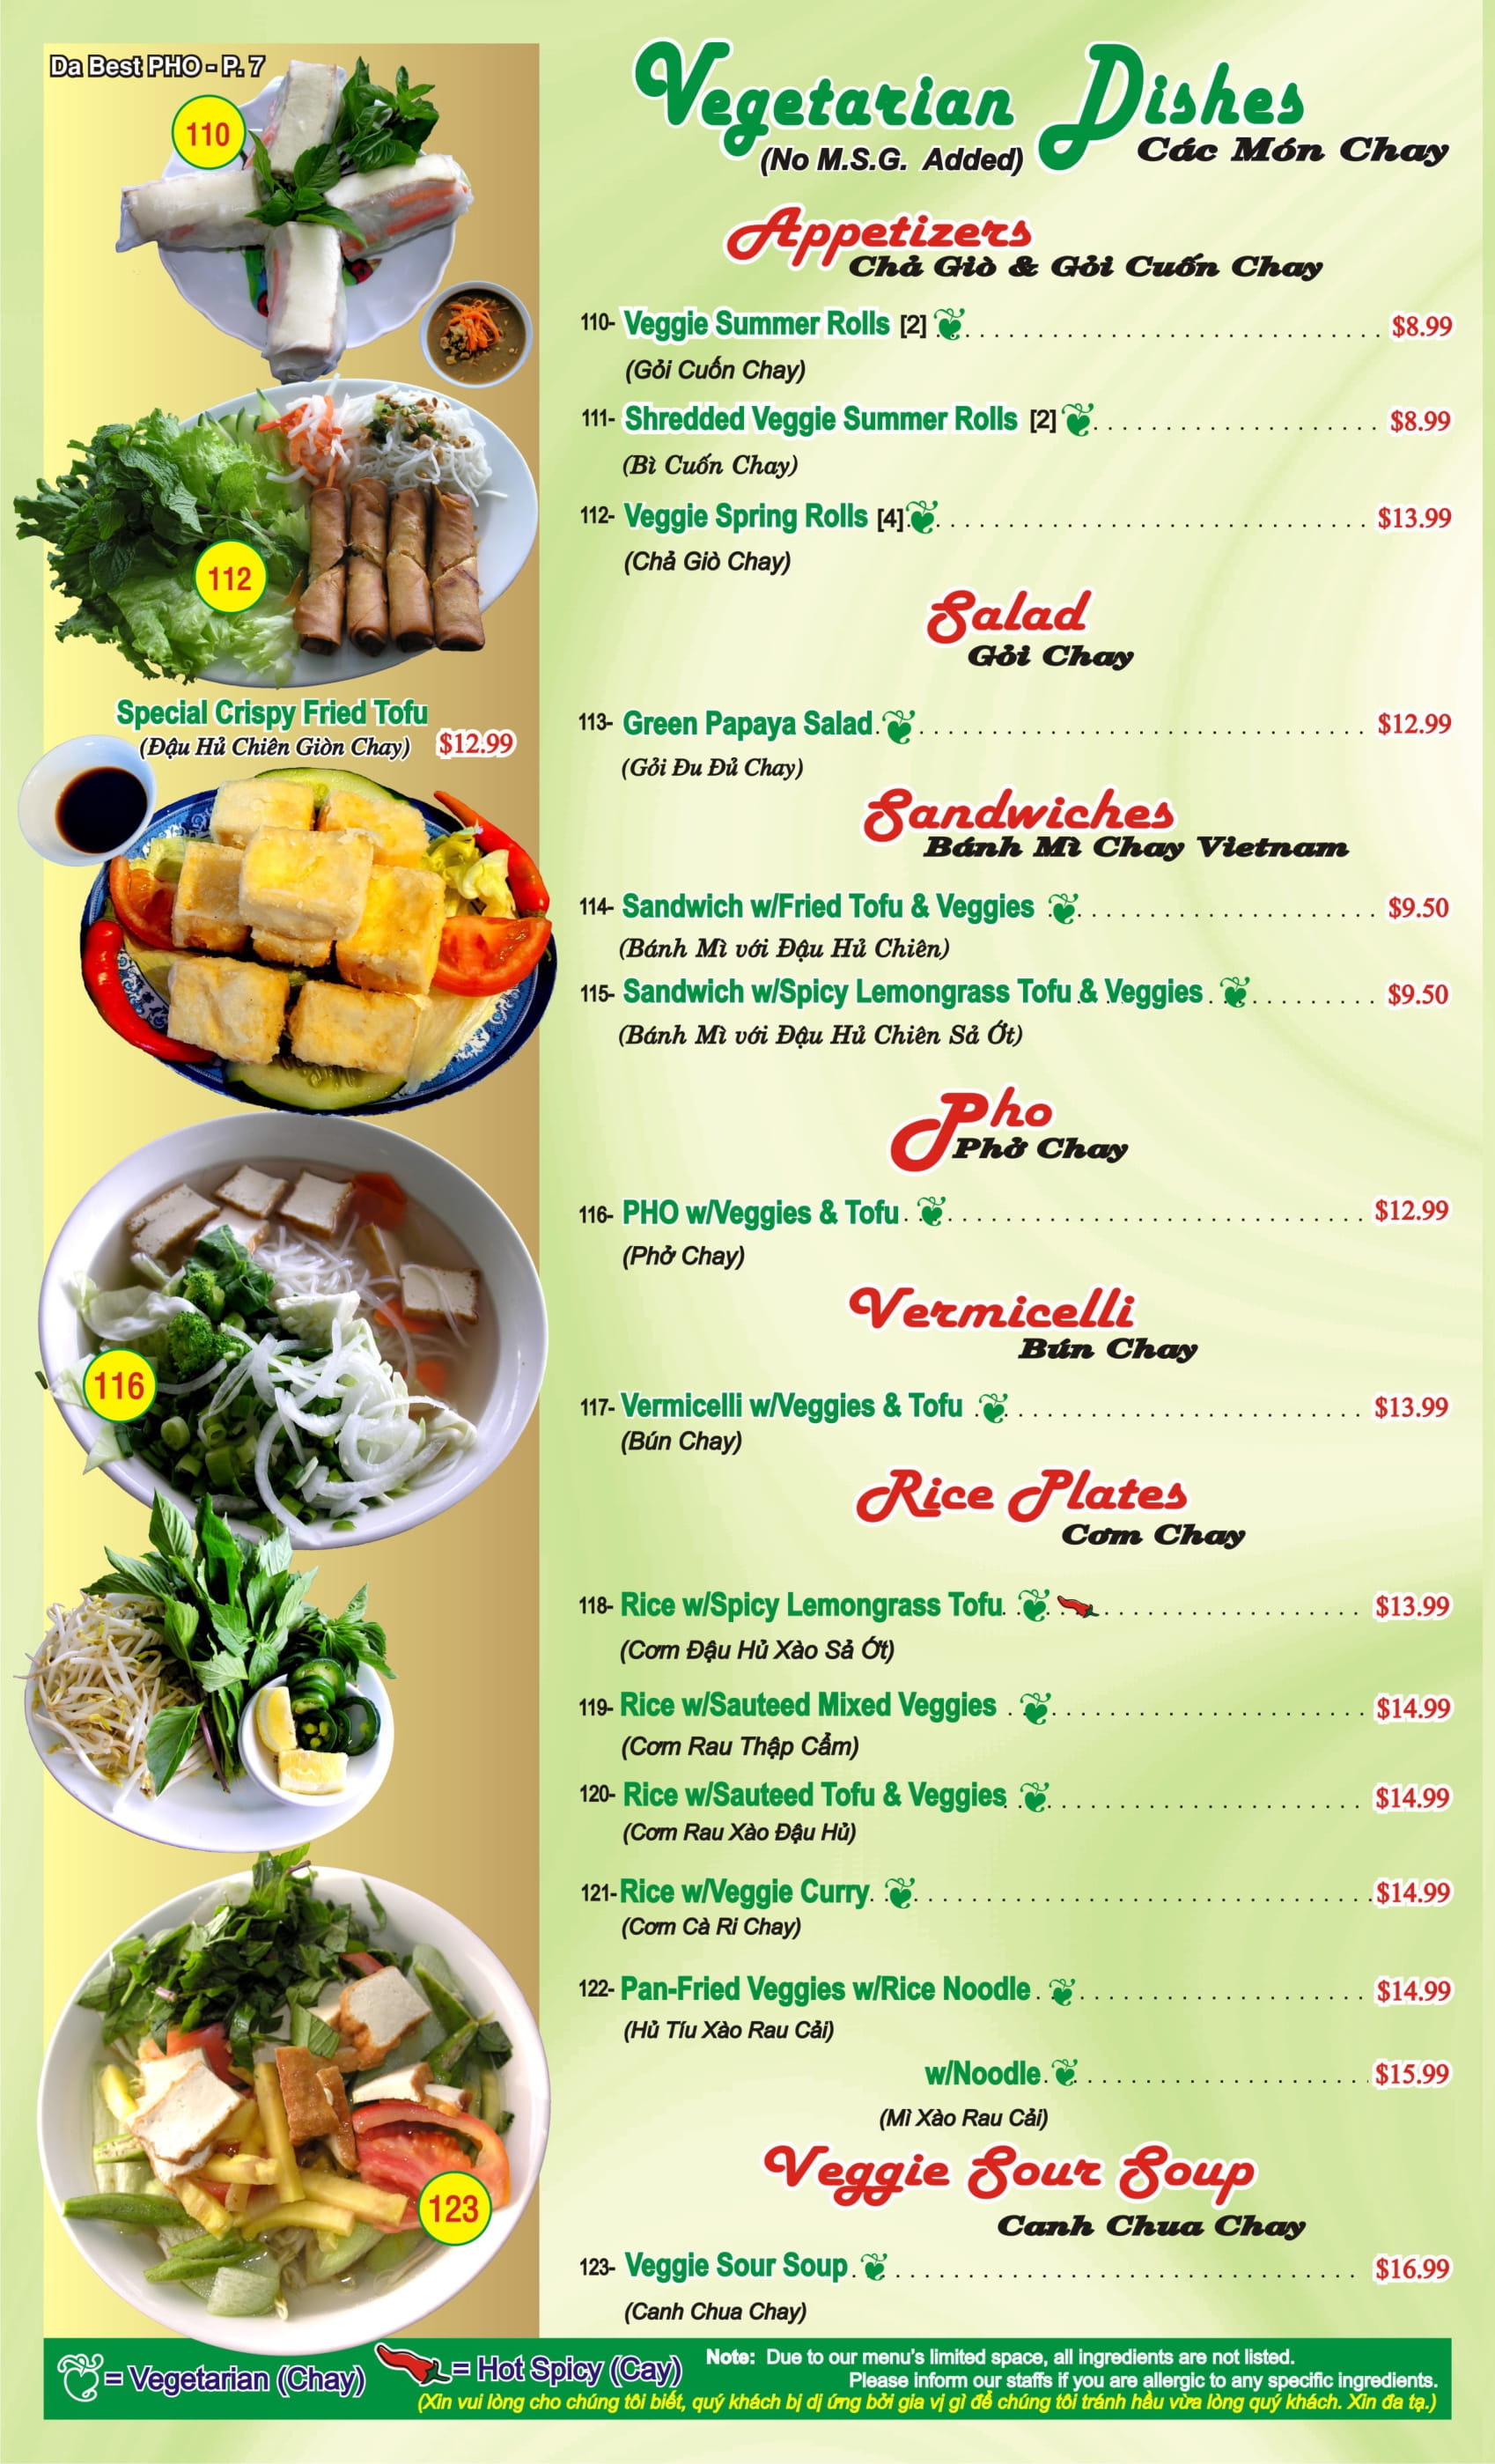 Da Best PHO - P. 7
110
112
Special Crispy Fried Tofu
(Đậu Hủ Chiên Giòn Chay) $12.99
116
123
Vegetarian Dishes
(No M.S.G. Added) Các Món Chay
Appetizers
Chả Giò & Gỏi Cuốn Chay
110- Veggie Summer Rolls [2] $8.99
(Gỏi Cuốn Chay)
111- Shredded Veggie Summer Rolls [2] $8.99
(Bì Cuốn Chay)
112- Veggie Spring Rolls [4] $13.99
(Chả Giò Chay)
Salad
Gỏi Chay
113- Green Papaya Salad $12.99
(Gỏi Đu Đủ Chay)
Sandwiches
Bánh Mì Chay Vietnam
114- Sandwich w/Fried Tofu & Veggies $9.50
(Bánh Mì với Đậu Hủ Chiên)
115- Sandwich w/Spicy Lemongrass Tofu & Veggies $9.50
(Bánh Mì với Đậu Hủ Chiên Sả Ớt)
Pho
Phở Chay
116- PHO w/Veggies & Tofu $12.99
(Phở Chay)
Vermicelli
Bún Chay
117- Vermicelli w/Veggies & Tofu $13.99
(Bún Chay)
Rice Plates
Cơm Chay
118- Rice w/Spicy Lemongrass Tofu $13.99
(Cơm Đậu Hủ Xào Sả Ớt)
119- Rice w/Sauteed Mixed Veggies $14.99
(Cơm Rau Thập Cẩm)
120- Rice w/Sauteed Tofu & Veggies $14.99
(Cơm Rau Xào Đậu Hủ)
121- Rice w/Veggie Curry $14.99
(Cơm Cà Ri Chay)
122- Pan-Fried Veggies w/Rice Noodle $14.99
(Hủ Tíu Xào Rau Cải)
w/Noodle $15.99
(Mì Xào Rau Cải)
Veggie Sour Soup
Canh Chua Chay
123- Veggie Sour Soup $16.99
(Canh Chua Chay)
= Vegetarian (Chay) = Hot Spicy (Cay)
Note: Due to our menu's limited space, all ingredients are not listed.
Please inform our staffs if you are allergic to any specific ingredients.
(Xin vui lòng cho chúng tôi biết, quý khách bị dị ứng bởi gia vị gì để chúng tôi tránh hầu vừa lòng quý khách. Xin đa tạ.)